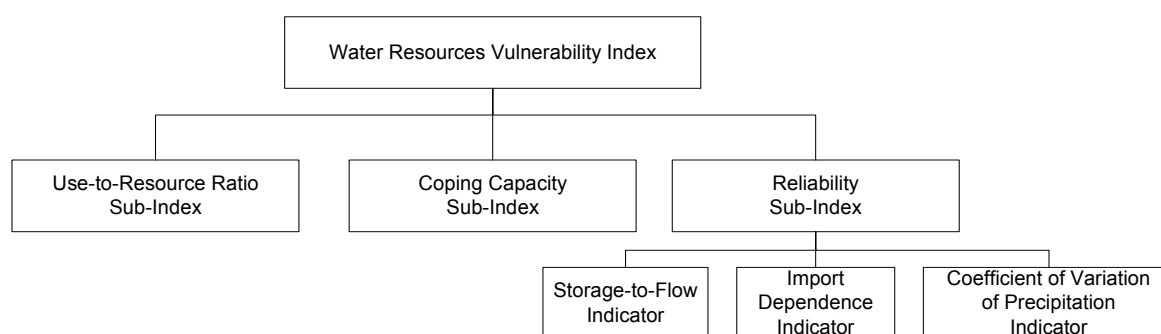 Water Resources Vulnerability Index
Use-to-Resource Ratio
Sub-Index
Coping Capacity
Sub-Index
Reliability
Sub-Index
Storage-to-Flow
Indicator
Import
Dependence
Indicator
Coefficient of Variation
of Precipitation
Indicator